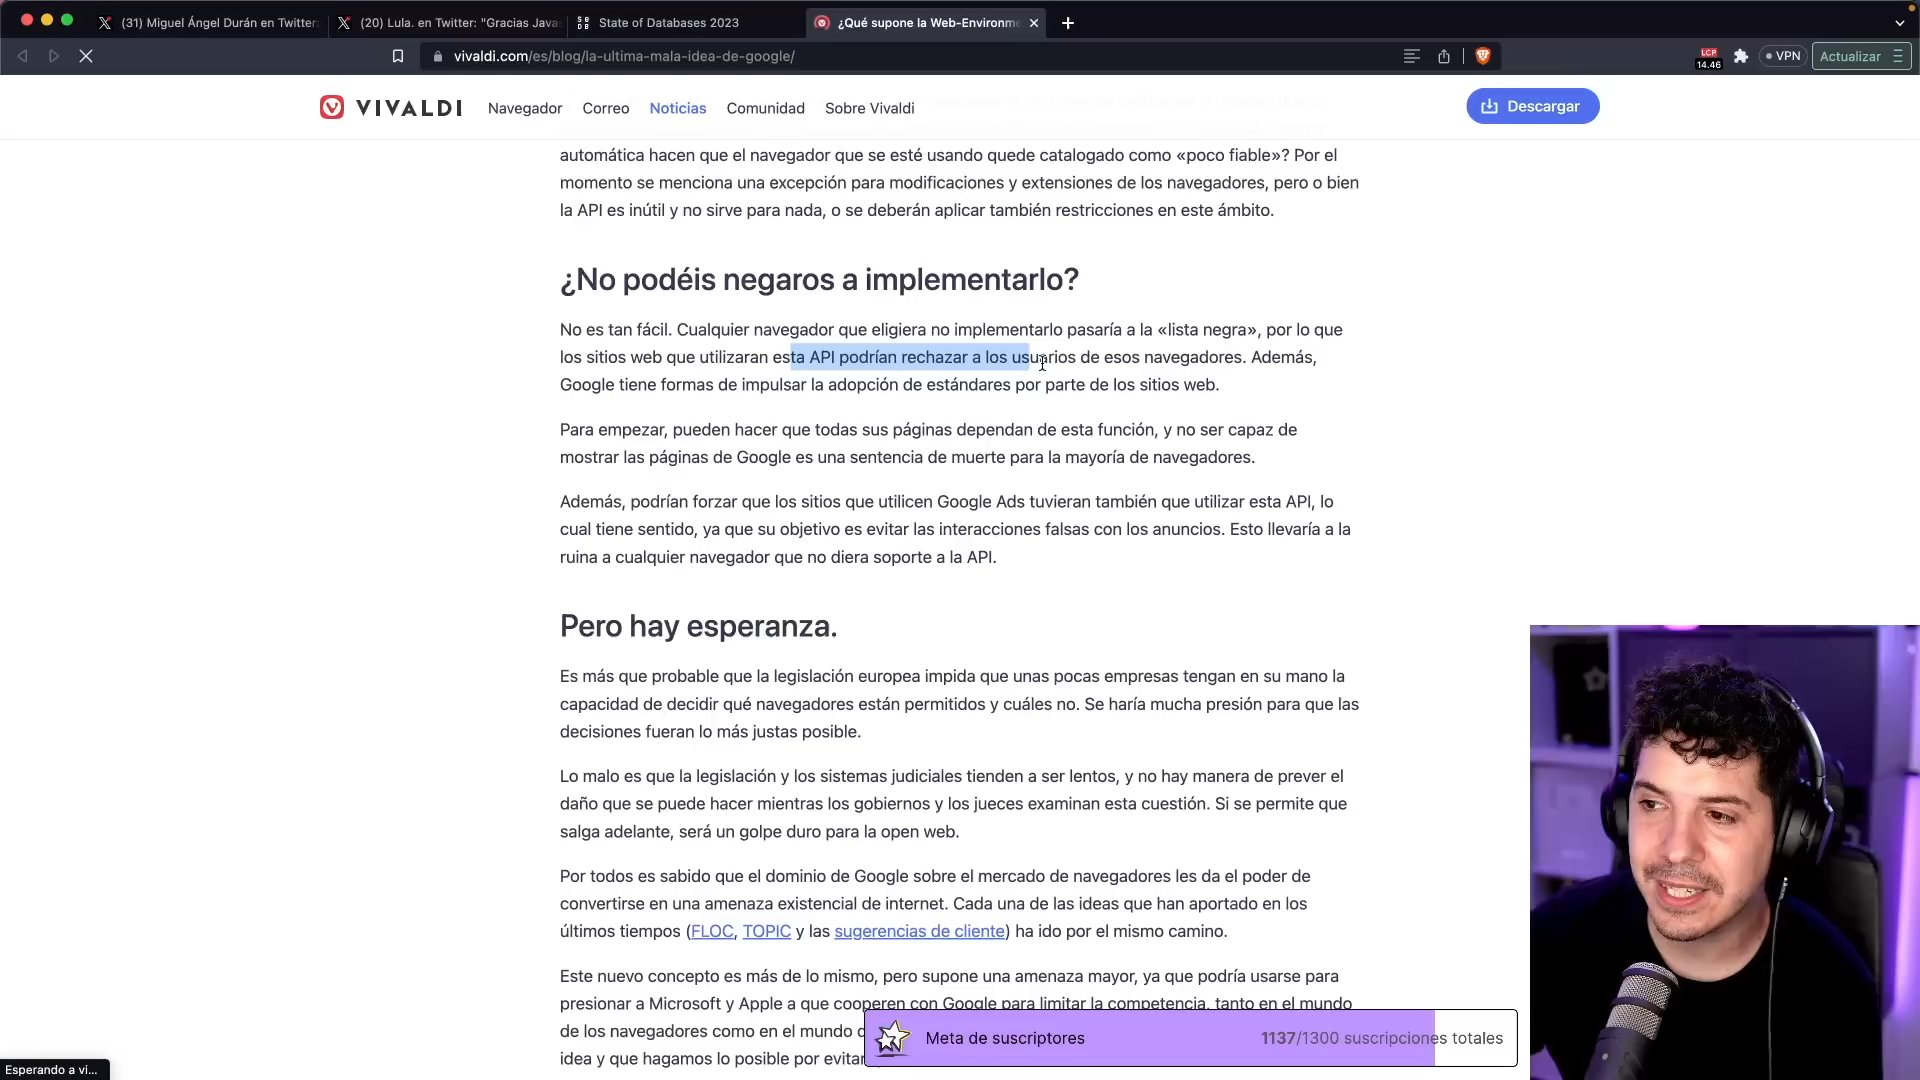 (31) Miguel Ángel Durán en Twitter:
(20) Lula. en Twitter: "Gracias Javas
State of Databases 2023
¿Qué supone la Web-Environme
vivaldi.com/es/blog/la-ultima-mala-idea-de-google/
LCP
14.46
VPN
Actualizar
VIVALDI
Navegador
Correo
Noticias
Comunidad
Sobre Vivaldi
Descargar
automática hacen que el navegador que se esté usando quede catalogado como «poco fiable»? Por el
momento se menciona una excepción para modificaciones y extensiones de los navegadores, pero o bien
la API es inútil y no sirve para nada, o se deberán aplicar también restricciones en este ámbito.
¿No podéis negaros a implementarlo?
No es tan fácil. Cualquier navegador que eligiera no implementarlo pasaría a la «lista negra», por lo que
los sitios web que utilizaran esta API podrían rechazar a los usuarios de esos navegadores. Además,
Google tiene formas de impulsar la adopción de estándares por parte de los sitios web.
Para empezar, pueden hacer que todas sus páginas dependan de esta función, y no ser capaz de
mostrar las páginas de Google es una sentencia de muerte para la mayoría de navegadores.
Además, podrían forzar que los sitios que utilicen Google Ads tuvieran también que utilizar esta API, lo
cual tiene sentido, ya que su objetivo es evitar las interacciones falsas con los anuncios. Esto llevaría a la
ruina a cualquier navegador que no diera soporte a la API.
Pero hay esperanza.
Es más que probable que la legislación europea impida que unas pocas empresas tengan en su mano la
capacidad de decidir qué navegadores están permitidos y cuáles no. Se haría mucha presión para que las
decisiones fueran lo más justas posible.
Lo malo es que la legislación y los sistemas judiciales tienden a ser lentos, y no hay manera de prever el
daño que se puede hacer mientras los gobiernos y los jueces examinan esta cuestión. Si se permite que
salga adelante, será un golpe duro para la open web.
Por todos es sabido que el dominio de Google sobre el mercado de navegadores les da el poder de
convertirse en una amenaza existencial de internet. Cada una de las ideas que han aportado en los
últimos tiempos (FLOC, TOPIC y las sugerencias de cliente) ha ido por el mismo camino.
Este nuevo concepto es más de lo mismo, pero supone una amenaza mayor, ya que podría usarse para
presionar a Microsoft y Apple a que cooperen con Google para limitar la competencia, tanto en el mundo
de los navegadores como en el mundo
idea y que hagamos lo posible por evitar
Meta de suscriptores
1137/1300 suscripciones totales
Esperando a vi...